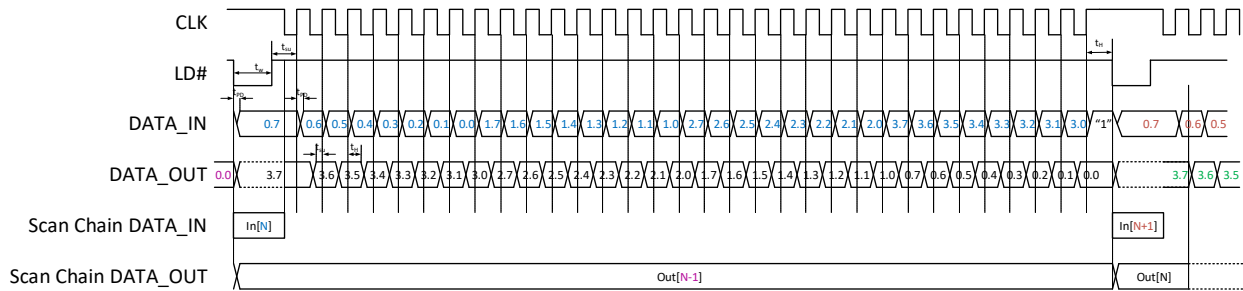 CLK
t_su
t_H
LD#
t_w
t_PD t_PD
DATA_IN 0.7 0.6 0.5 0.4 0.3 0.2 0.1 0.0 1.7 1.6 1.5 1.4 1.3 1.2 1.1 1.0 2.7 2.6 2.5 2.4 2.3 2.2 2.1 2.0 3.7 3.6 3.5 3.4 3.3 3.2 3.1 3.0 "1" 0.7 0.6 0.5
t_su t_H
DATA_OUT 0.0 3.7 3.6 3.5 3.4 3.3 3.2 3.1 3.0 2.7 2.6 2.5 2.4 2.3 2.2 2.1 2.0 1.7 1.6 1.5 1.4 1.3 1.2 1.1 1.0 0.7 0.6 0.5 0.4 0.3 0.2 0.1 0.0 3.7 3.6 3.5
Scan Chain DATA_IN In[N] In[N+1]
Scan Chain DATA_OUT Out[N-1] Out[N]